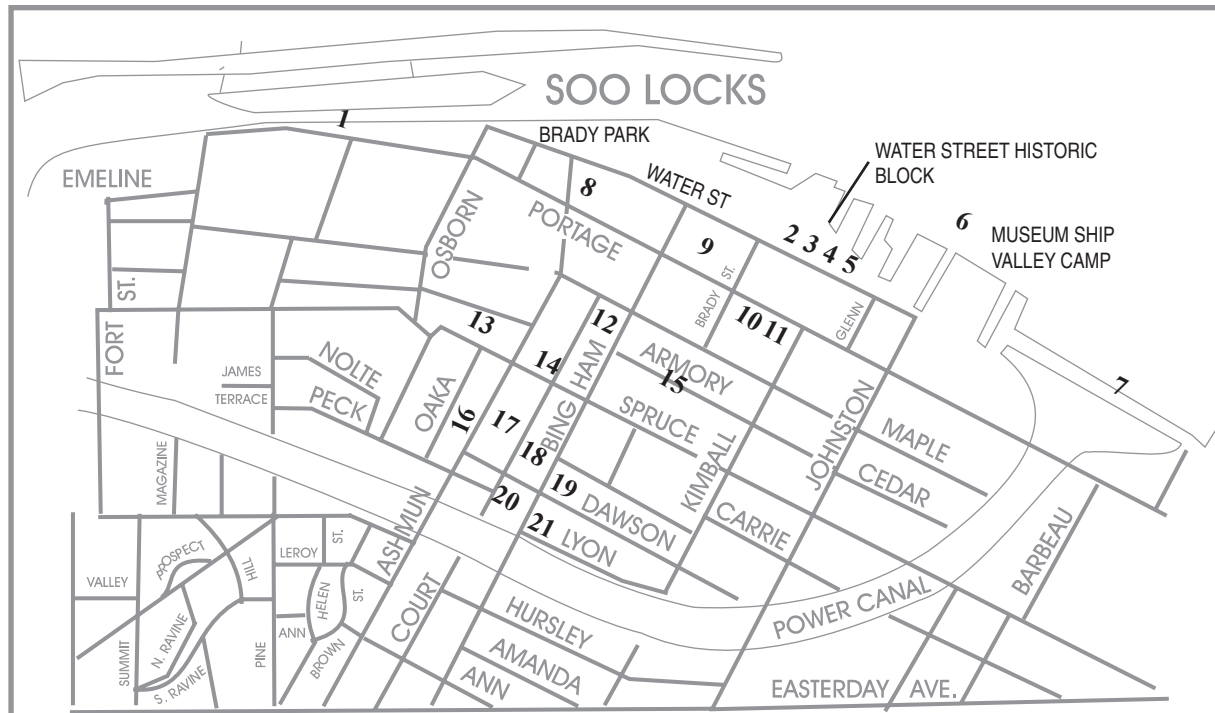 SOO LOCKS
1
BRADY PARK
WATER STREET HISTORIC
BLOCK
EMELINE
WATER ST
8
OSBORN
PORTAGE
6
MUSEUM SHIP
VALLEY CAMP
9
2 3 4 5
ST.
BRADY
ST.
GLENN
10 11
13
12
FORT
NOLTE
14
BINGHAM
ARMORY
15
JAMES
TERRACE
PECK
OAKA
16
17
SPRUCE
7
JOHNSTON
MAPLE
KIMBALL
18
CEDAR
MAGAZINE
19
20
DAWSON
21
LYON
CARRIE
ASHMUN
PROSPECT
HILL
LEROY
ST.
BARBEAU
VALLEY
HELEN
ST.
COURT
HURSLEY
POWER CANAL
N. RAVINE
ANN
SUMMIT
PINE
BROWN
AMANDA
S. RAVINE
ANN
EASTERDAY AVE.